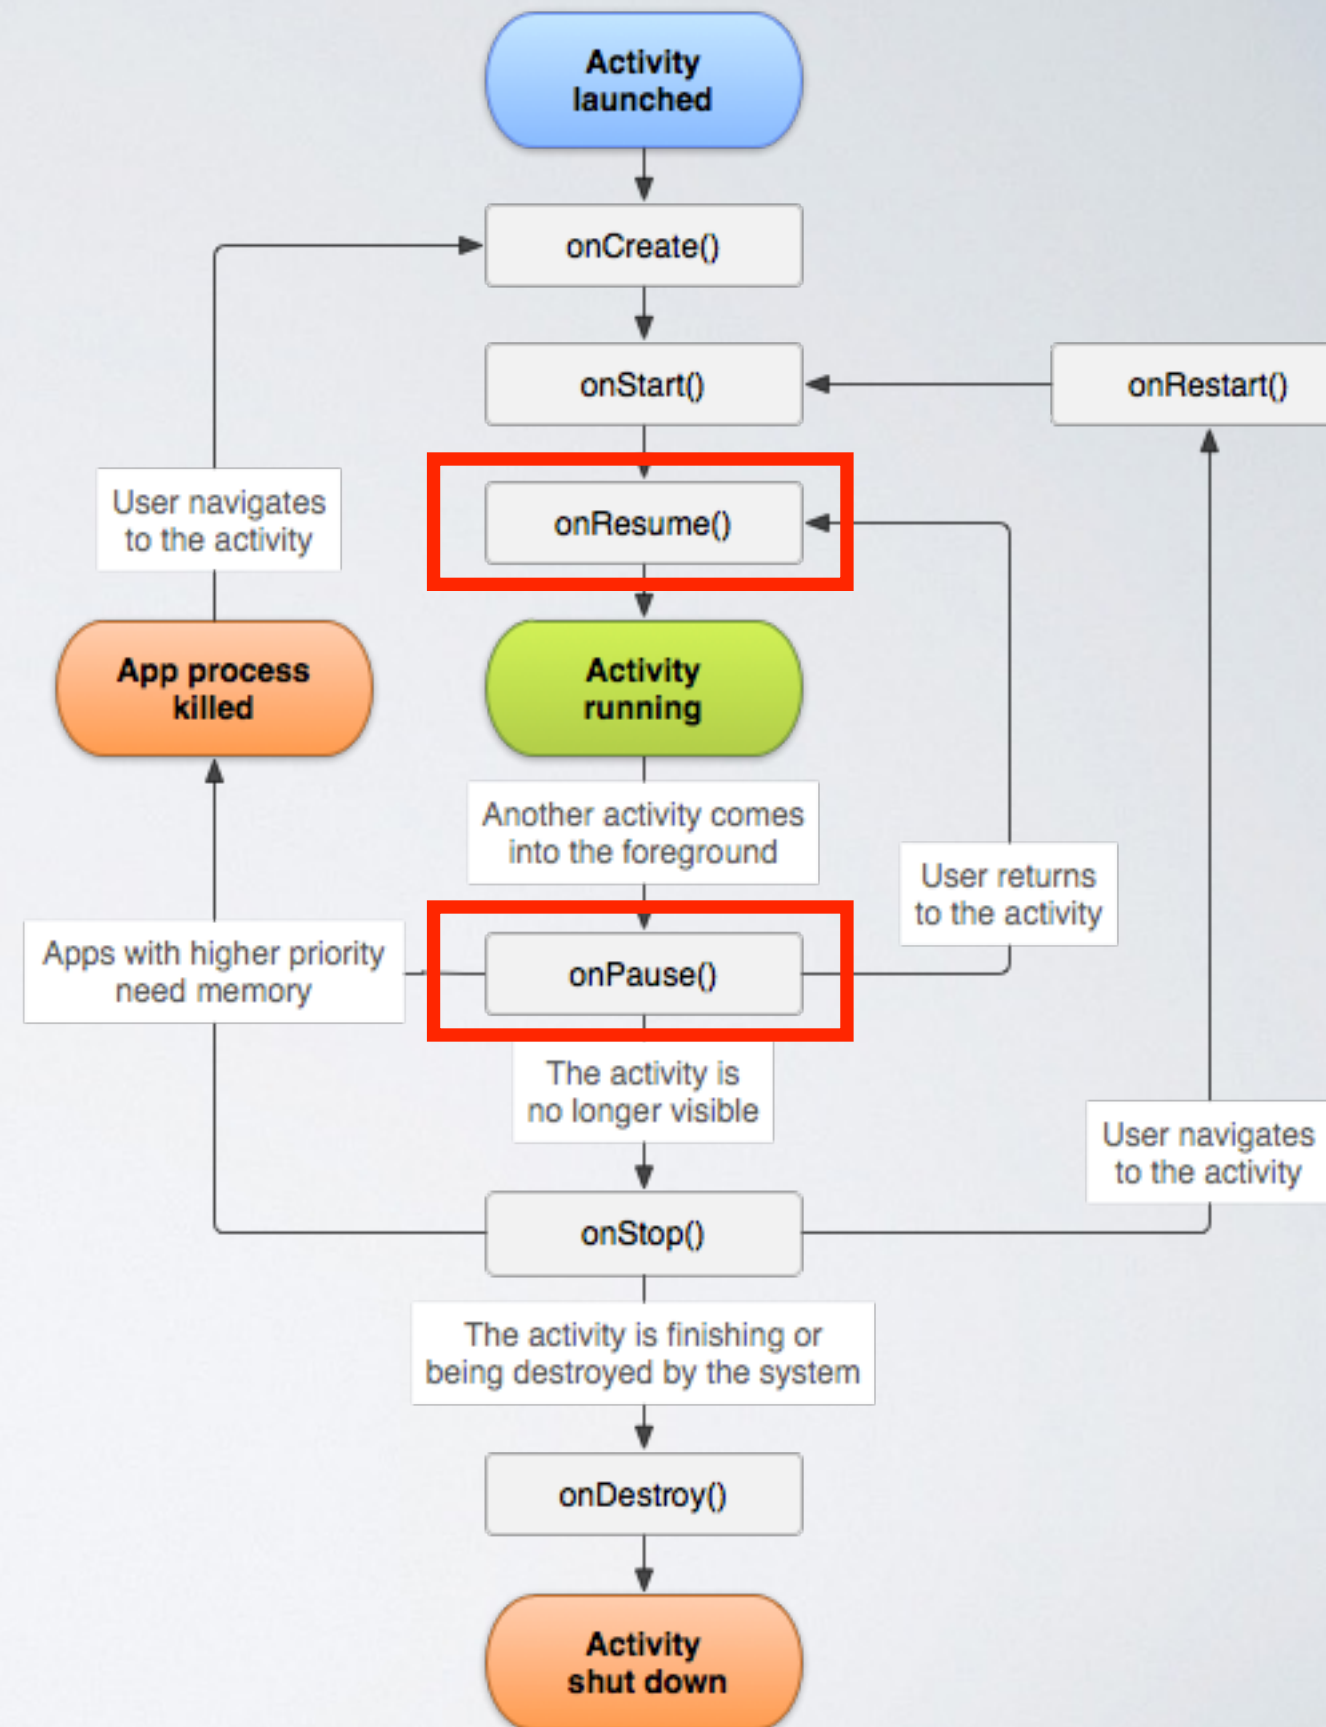 Activity
launched
onCreate()
onStart()
onRestart()
User navigates
to the activity
onResume()
App process
killed
Activity
running
Another activity comes
into the foreground
User returns
to the activity
Apps with higher priority
need memory
onPause()
The activity is
no longer visible
User navigates
to the activity
onStop()
The activity is finishing or
being destroyed by the system
onDestroy()
Activity
shut down